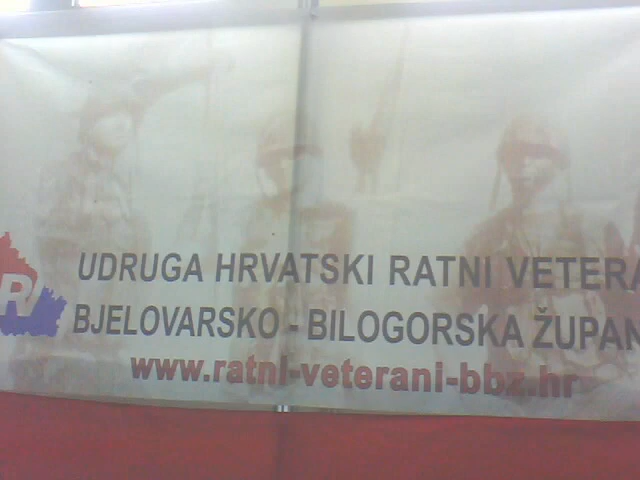 UDRUGA HRVATSKI RATNI VETERA
BJELOVARSKO - BILOGORSKA ŽUPAN
www.ratni-veterani-bbz.hr
R